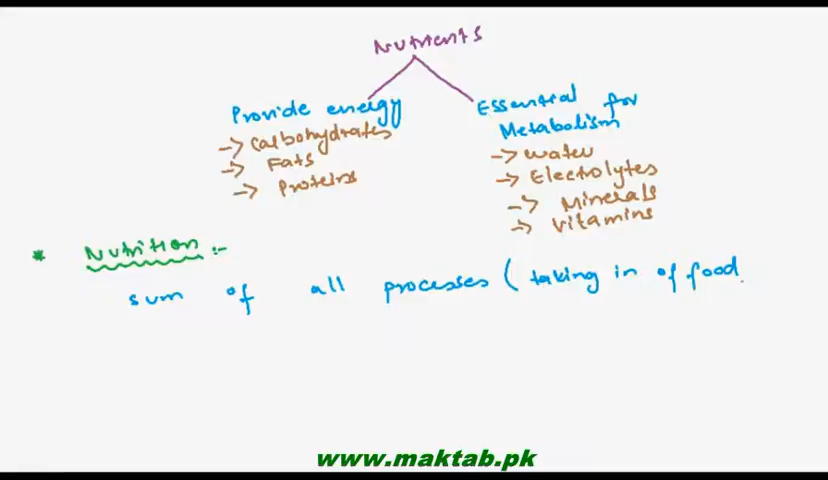 Nutrients
Provide energy
Essential for
Metabolism
-> Carbohydrates
-> Fats
-> Proteins
-> Water
-> Electrolytes
-> Minerals
-> Vitamins
* Nutrition :-
sum of all processes ( taking in of food
www.maktab.pk